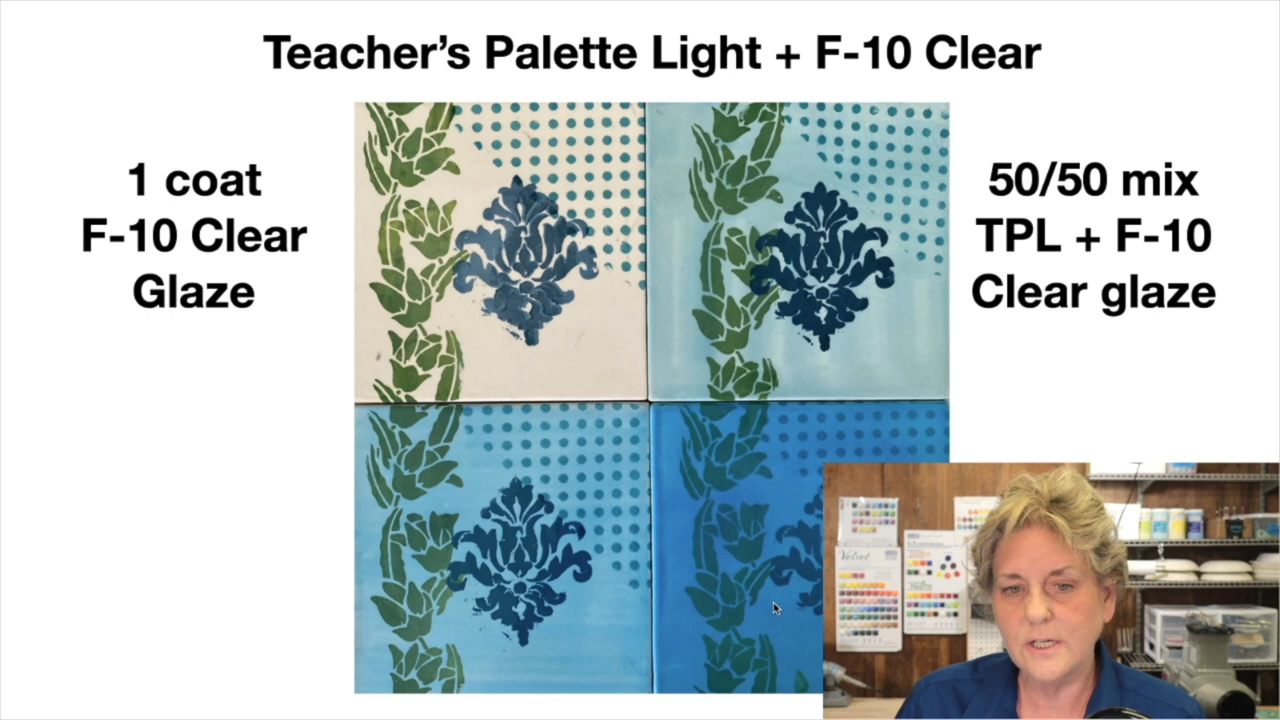 Teacher’s Palette Light + F-10 Clear
1 coat
F-10 Clear
Glaze
50/50 mix
TPL + F-10
Clear glaze
Velvet